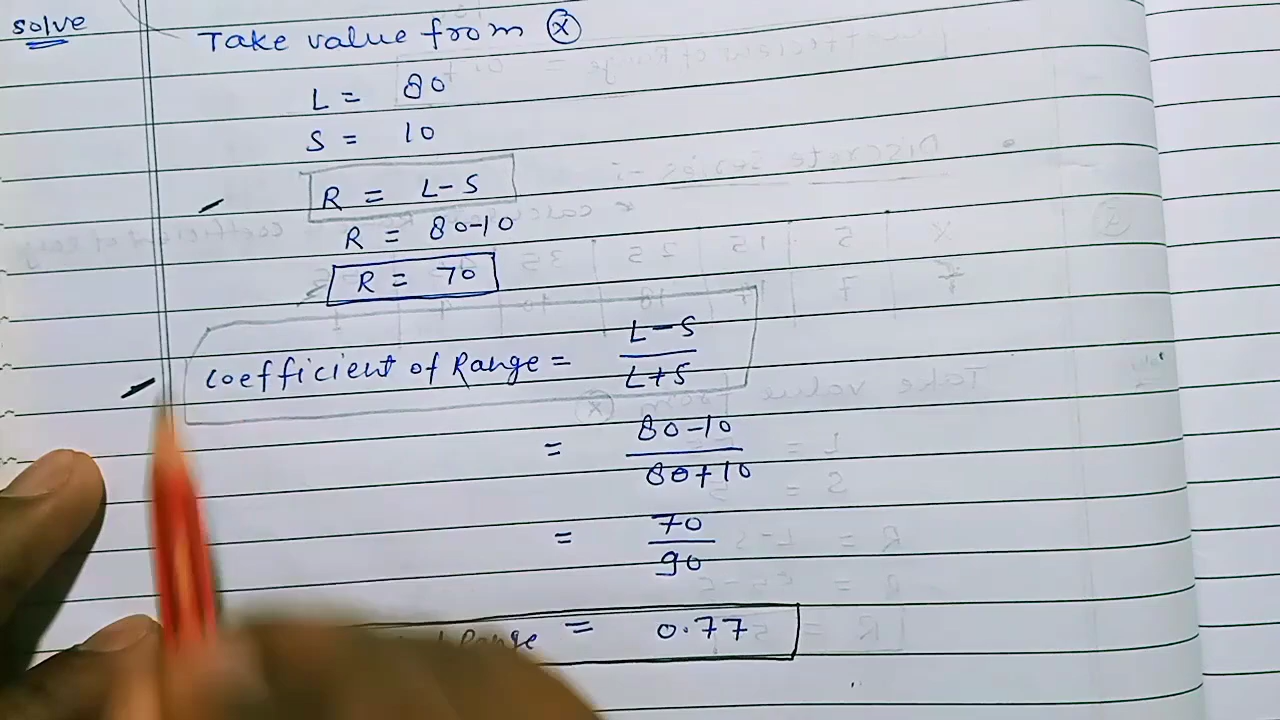 solve
Take value from X
L = 80
S = 10
R = L-S
R = 80-10
R = 70
Coefficient of Range = L-S / L+S
= 80-10 / 80+10
= 70 / 90
Range = 0.77